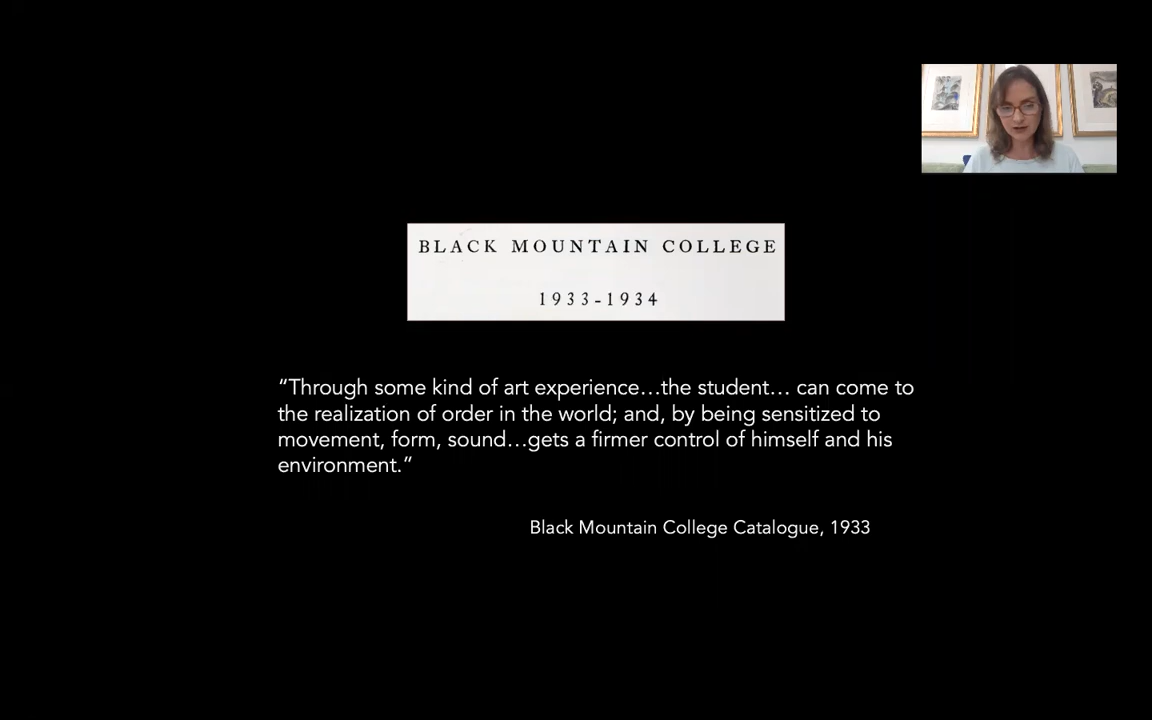 BLACK MOUNTAIN COLLEGE
1933-1934
“Through some kind of art experience…the student… can come to
the realization of order in the world; and, by being sensitized to
movement, form, sound…gets a firmer control of himself and his
environment.”
Black Mountain College Catalogue, 1933